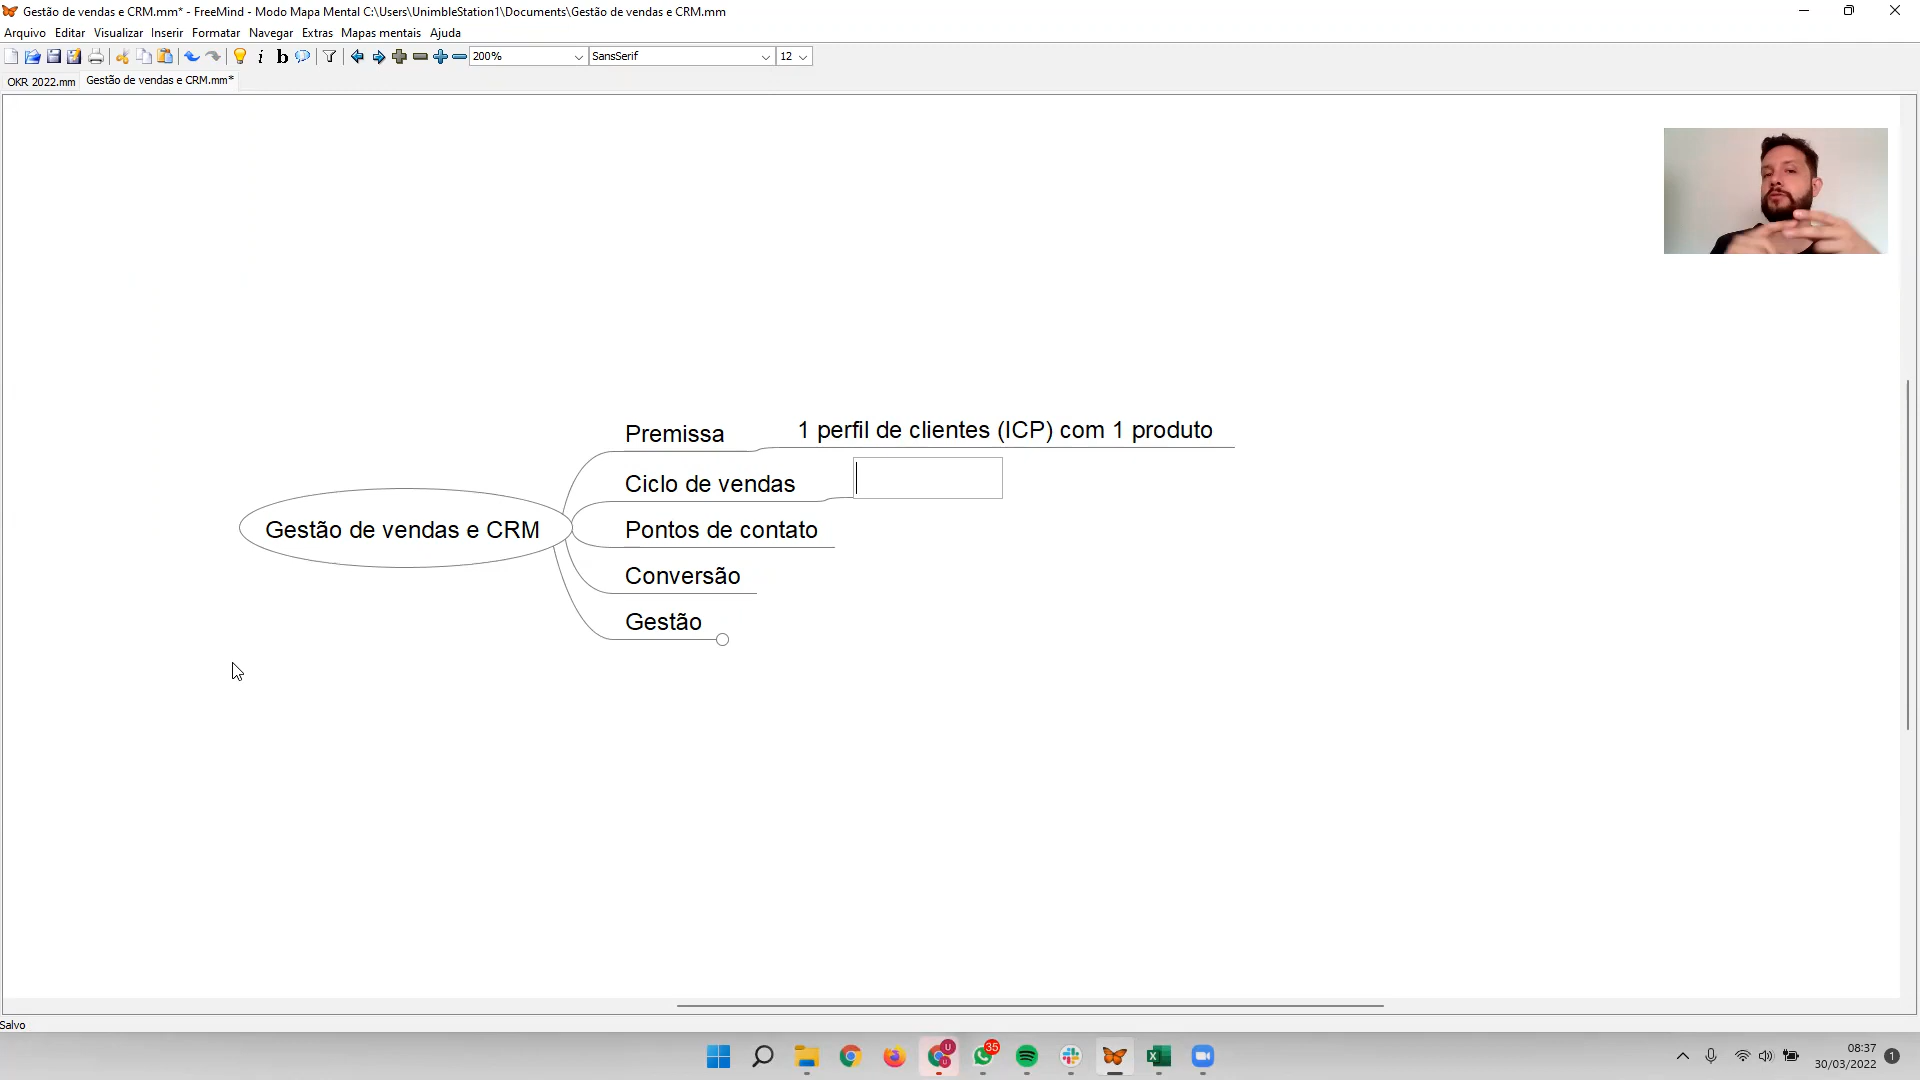 Gestão de vendas e CRM.mm* - FreeMind - Modo Mapa Mental C:\Users\UnimbleStation1\Documents\Gestão de vendas e CRM.mm
Arquivo Editar Visualizar Inserir Formatar Navegar Extras Mapas mentais Ajuda
i b 200% SansSerif 12
OKR 2022.mm Gestão de vendas e CRM.mm*
Premissa 1 perfil de clientes (ICP) com 1 produto
Ciclo de vendas
Gestão de vendas e CRM Pontos de contato
Conversão
Gestão
Salvo
U
U
35
08:37
30/03/2022
1